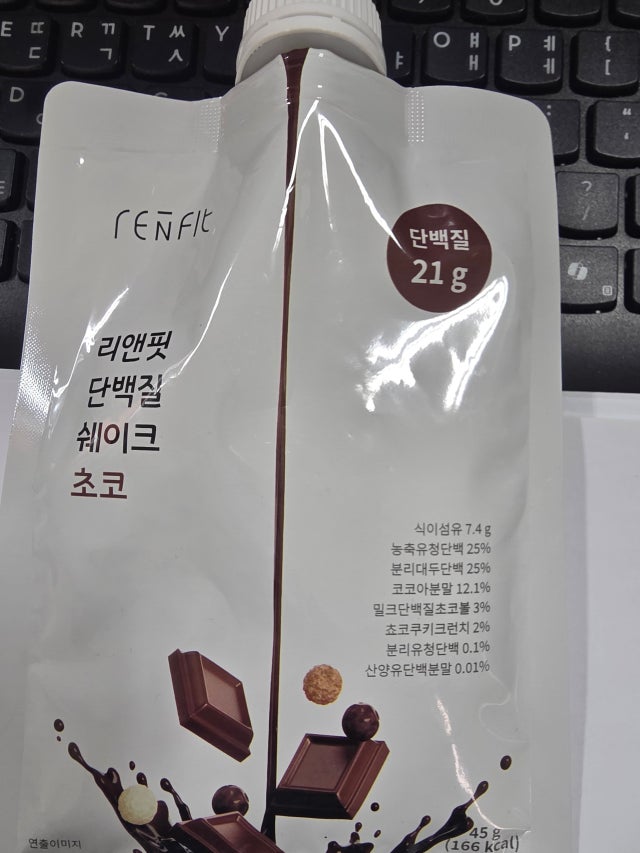 E ㄸ ㄷ
R ㄲ ㄱ
T ㅆ ㅅ
Y
O ㅒ ㅔ
P ㅖ ㅔ
{ [
D
" '
? /
rENFIt
단백질
21 g
리앤핏
단백질
쉐이크
초코
식이섬유 7.4 g
농축유청단백 25%
분리대두단백 25%
코코아분말 12.1%
밀크단백질초코볼 3%
쵸코쿠키크런치 2%
분리유청단백 0.1%
산양유단백분말 0.01%
연출이미지
45 g
(166 kcal)